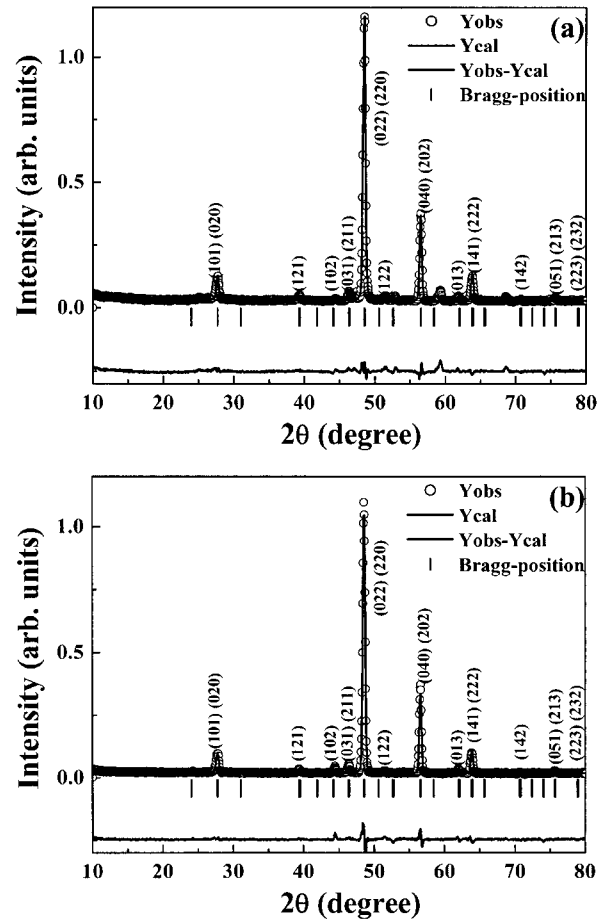 (a)
Yobs
Ycal
Yobs-Ycal
Bragg-position
Intensity (arb. units)
1.0
0.5
0.0
(101) (020)
(121)
(102)
(031) (211)
(022) (220)
(122)
(040) (202)
(013)
(141) (222)
(142)
(051) (213)
(223) (232)
10 20 30 40 50 60 70 80
2θ (degree)
(b)
Yobs
Ycal
Yobs-Ycal
Bragg-position
Intensity (arb. units)
1.0
0.5
0.0
(101) (020)
(121)
(102)
(031) (211)
(022) (220)
(122)
(040) (202)
(013)
(141) (222)
(142)
(051) (213)
(223) (232)
10 20 30 40 50 60 70 80
2θ (degree)